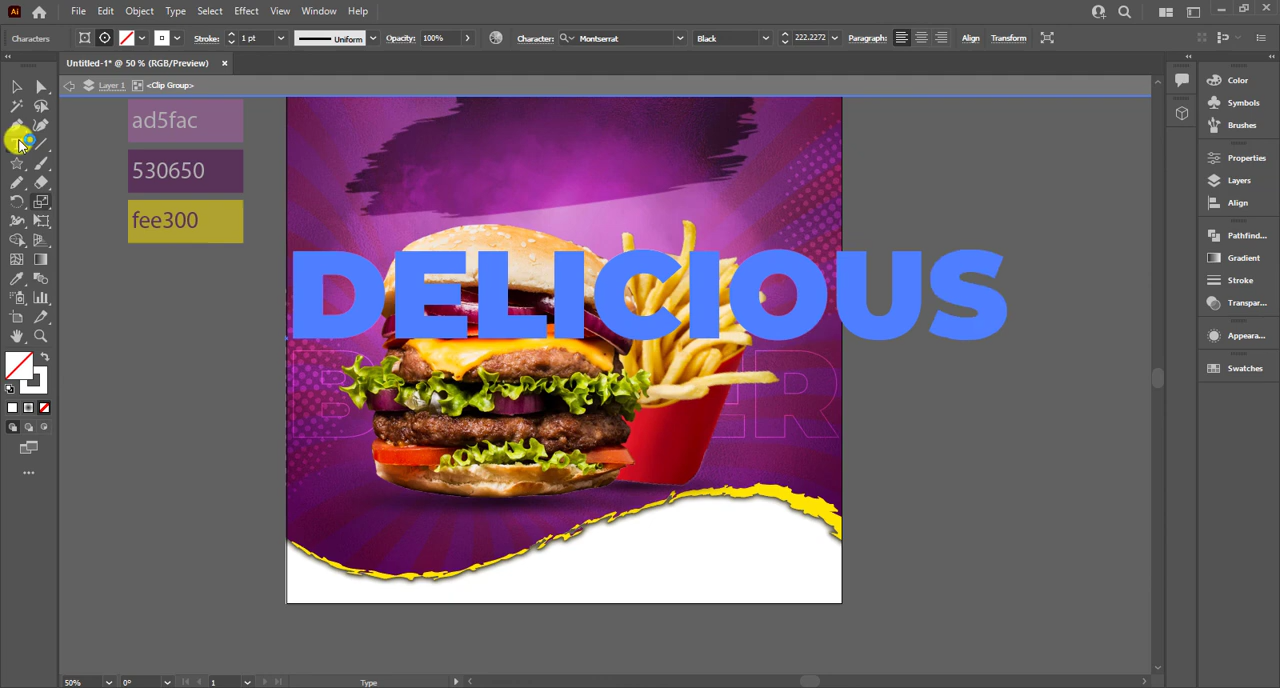 Ai File Edit Object Type Select Effect View Window Help
Characters Stroke: 1 pt Uniform Opacity: 100% Character: Montserrat Black 222.2272 Paragraph: Align Transform
Untitled-1* @ 50 % (RGB/Preview) ×
Layer 1 <Clip Group>
ad5fac
530650
fee300
DELICIOUS
B
ER
Color
Symbols
Brushes
Properties
Layers
Align
Pathfind...
Gradient
Stroke
Transpar...
Appeara...
Swatches
50% 0° 1 Type